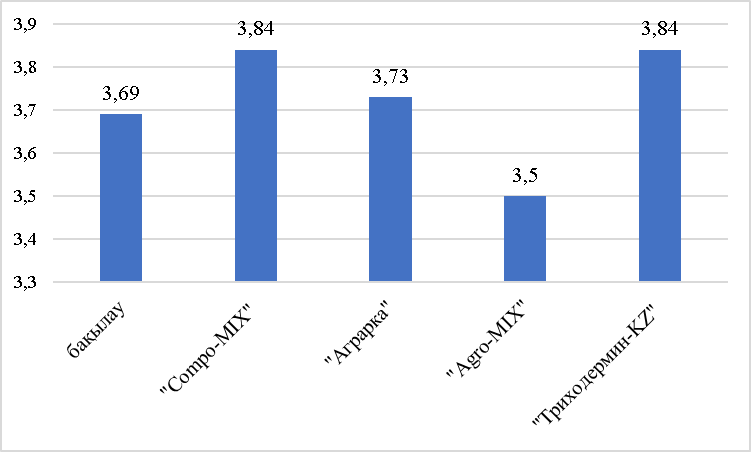 3,9
3,8
3,7
3,6
3,5
3,4
3,3
3,69
3,84
3,73
3,5
3,84
бакылау
"Compo-MIX"
"Аграрка"
"Agro-MIX"
"Триходермин-KZ"